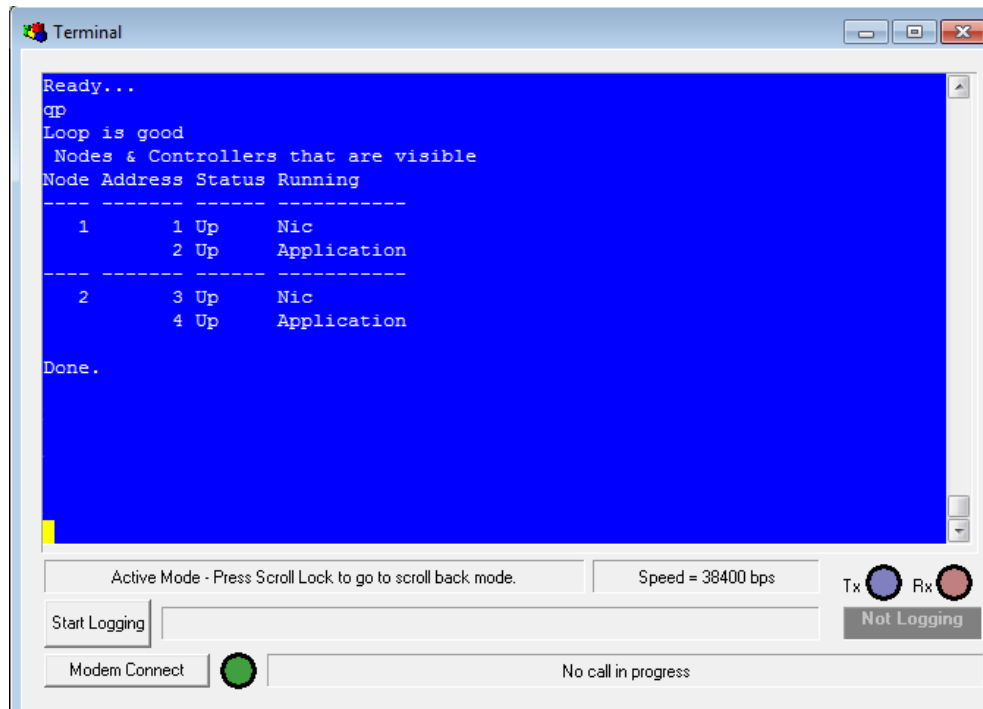 Terminal
Ready...
qp
Loop is good
 Nodes & Controllers that are visible
Node Address Status Running
---- ------- ------ -----------
   1       1 Up     Nic
           2 Up     Application
---- ------- ------ -----------
   2       3 Up     Nic
           4 Up     Application
Done.
Active Mode - Press Scroll Lock to go to scroll back mode.
Speed = 38400 bps
Tx
Rx
Start Logging
Not Logging
Modem Connect
No call in progress